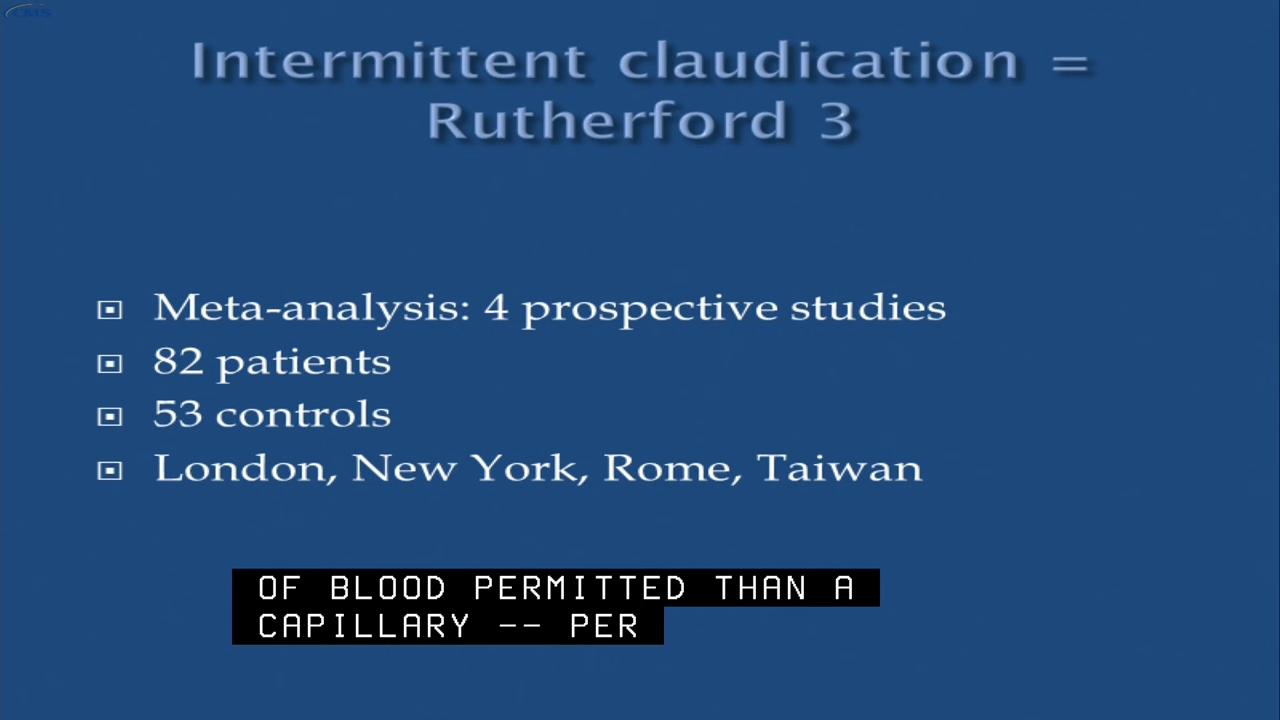 CMS
Intermittent claudication =
Rutherford 3
Meta-analysis: 4 prospective studies
82 patients
53 controls
London, New York, Rome, Taiwan
OF BLOOD PERMITTED THAN A
CAPILLARY -- PER